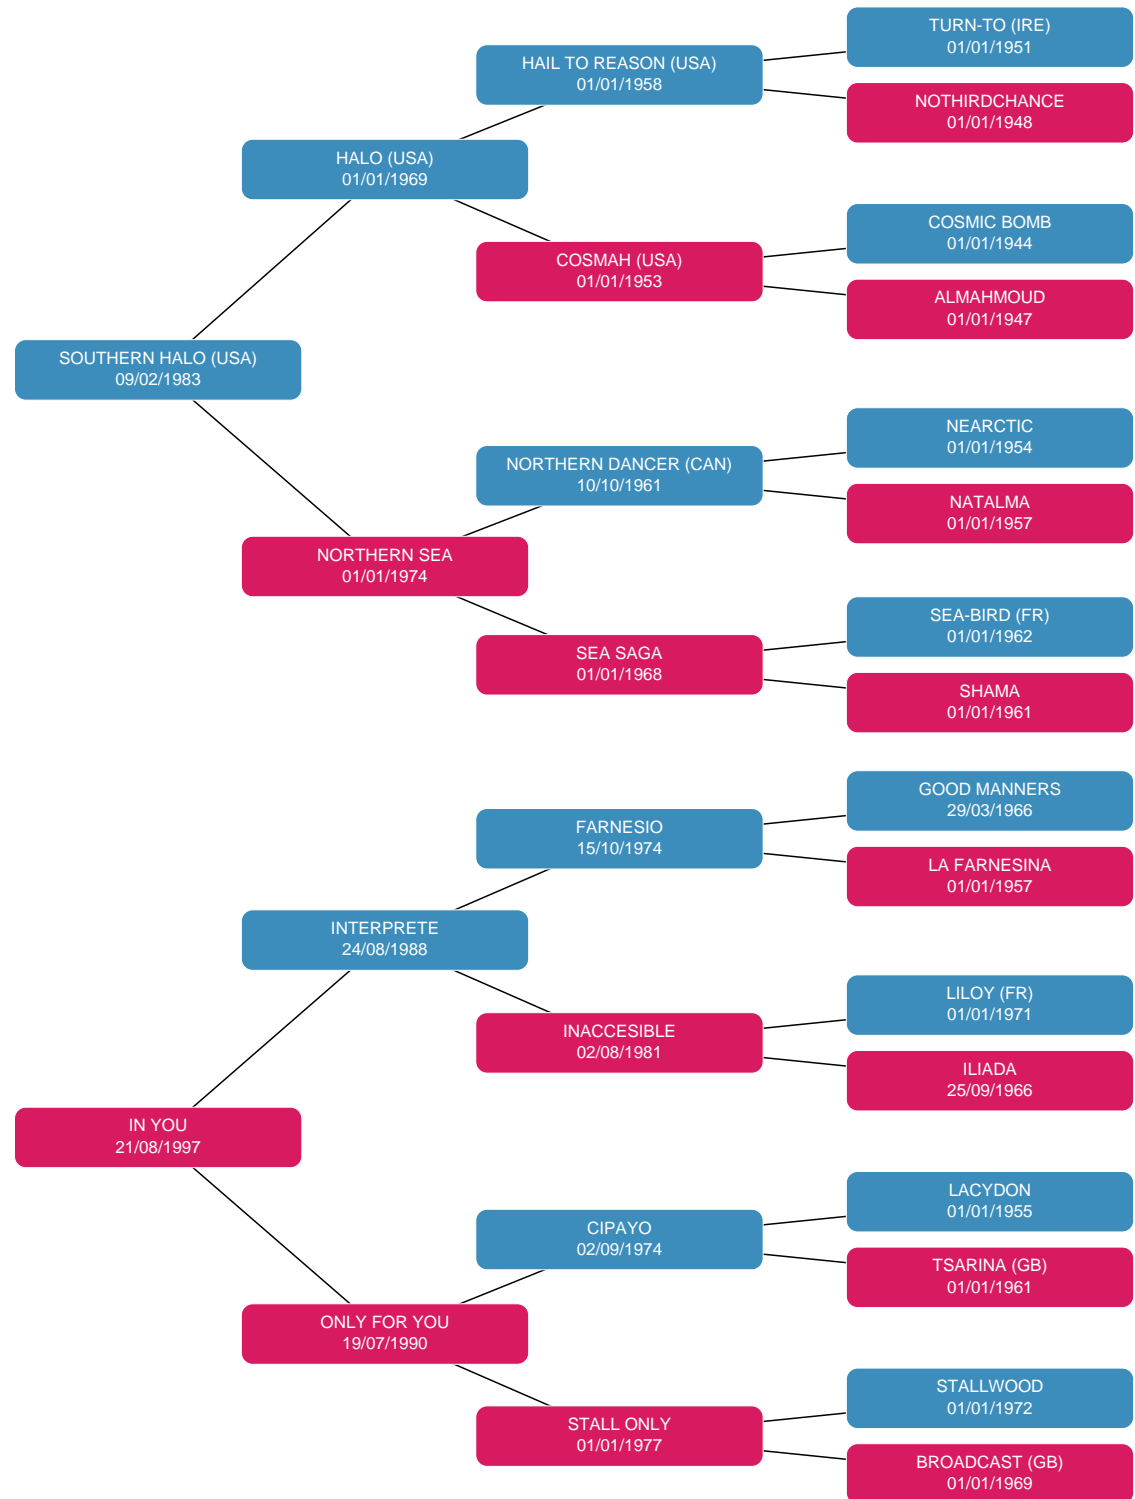 TURN-TO (IRE)
01/01/1951
HAIL TO REASON (USA)
01/01/1958
NOTHIRDCHANCE
01/01/1948
HALO (USA)
01/01/1969
COSMIC BOMB
01/01/1944
COSMAH (USA)
01/01/1953
ALMAHMOUD
01/01/1947
SOUTHERN HALO (USA)
09/02/1983
NEARCTIC
01/01/1954
NORTHERN DANCER (CAN)
10/10/1961
NATALMA
01/01/1957
NORTHERN SEA
01/01/1974
SEA-BIRD (FR)
01/01/1962
SEA SAGA
01/01/1968
SHAMA
01/01/1961
GOOD MANNERS
29/03/1966
FARNESIO
15/10/1974
LA FARNESINA
01/01/1957
INTERPRETE
24/08/1988
LILOY (FR)
01/01/1971
INACCESIBLE
02/08/1981
ILIADA
25/09/1966
IN YOU
21/08/1997
LACYDON
01/01/1955
CIPAYO
02/09/1974
TSARINA (GB)
01/01/1961
ONLY FOR YOU
19/07/1990
STALLWOOD
01/01/1972
STALL ONLY
01/01/1977
BROADCAST (GB)
01/01/1969